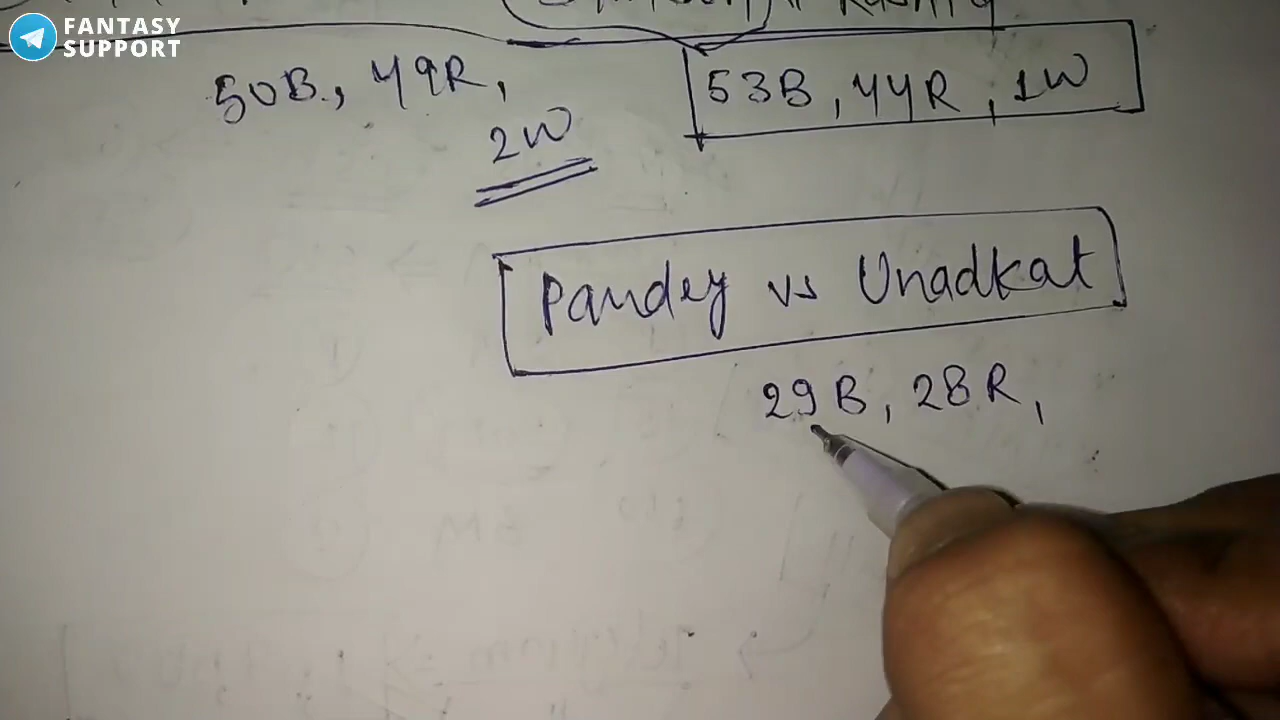 FANTASY
SUPPORT
50B, 49R,
2W
53B, 44R, 1W
Pandey vs Unadkat
29B, 28R,